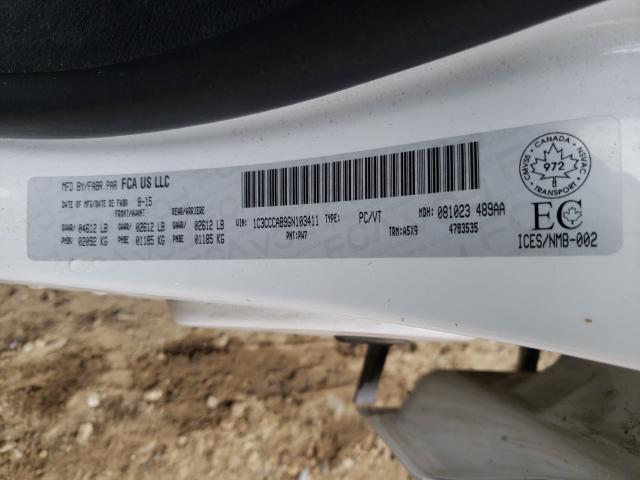 MFD BY/FABR PAR FCA US LLC
DATE OF MFG/DATE DE FABR 8-15
FRONT/AVANT REAR/ARRIERE
GVWR/ 04612 LB GAWR/ 02612 LB GAWR/ 02612 LB
PNBV 02092 KG PNBE 01185 KG PNBE 01185 KG
VIN: 1C3CCCAB9GN103411 TYPE: PC/VT MDH: 081023 489AA
PNT:PW7 TRM:A5X9 4783535
CMVSS CANADA NSVAC
972
TRANSPORT
EC
ICES/NMB-002